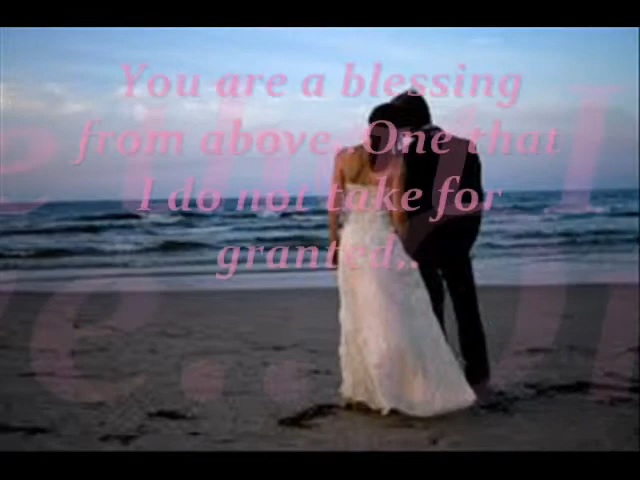 You are a blessing
from above. One that
I do not take for
granted,..